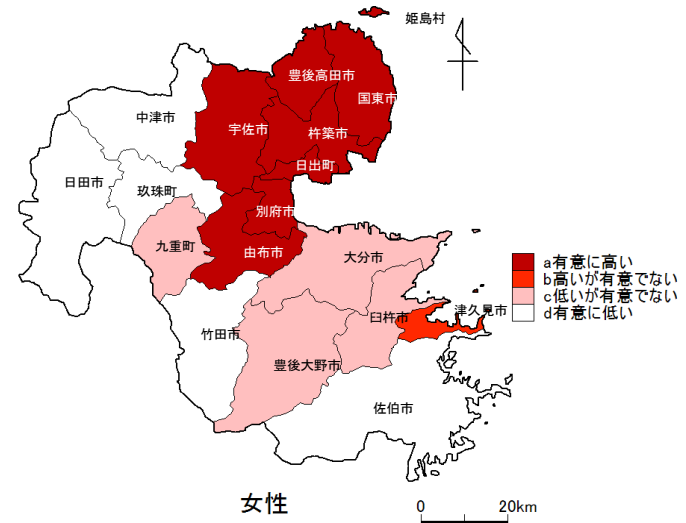 姫島村
豊後高田市
国東市
中津市
宇佐市
杵築市
日出町
日田市
玖珠町
別府市
九重町
由布市
大分市
a有意に高い
b高いが有意でない
c低いが有意でない
d有意に低い
津久見市
臼杵市
竹田市
豊後大野市
佐伯市
女性
0 20km